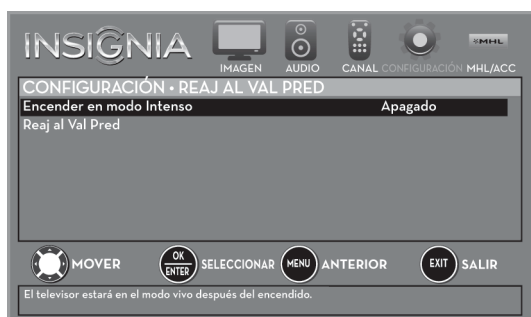 INSIGNIA
IMAGEN AUDIO CANAL CONFIGURACIÓN MHL/ACC
MHL
CONFIGURACIÓN • REAJ AL VAL PRED
Encender en modo Intenso Apagado
Reaj al Val Pred
MOVER OK ENTER SELECCIONAR MENU ANTERIOR EXIT SALIR
El televisor estará en el modo vivo después del encendido.